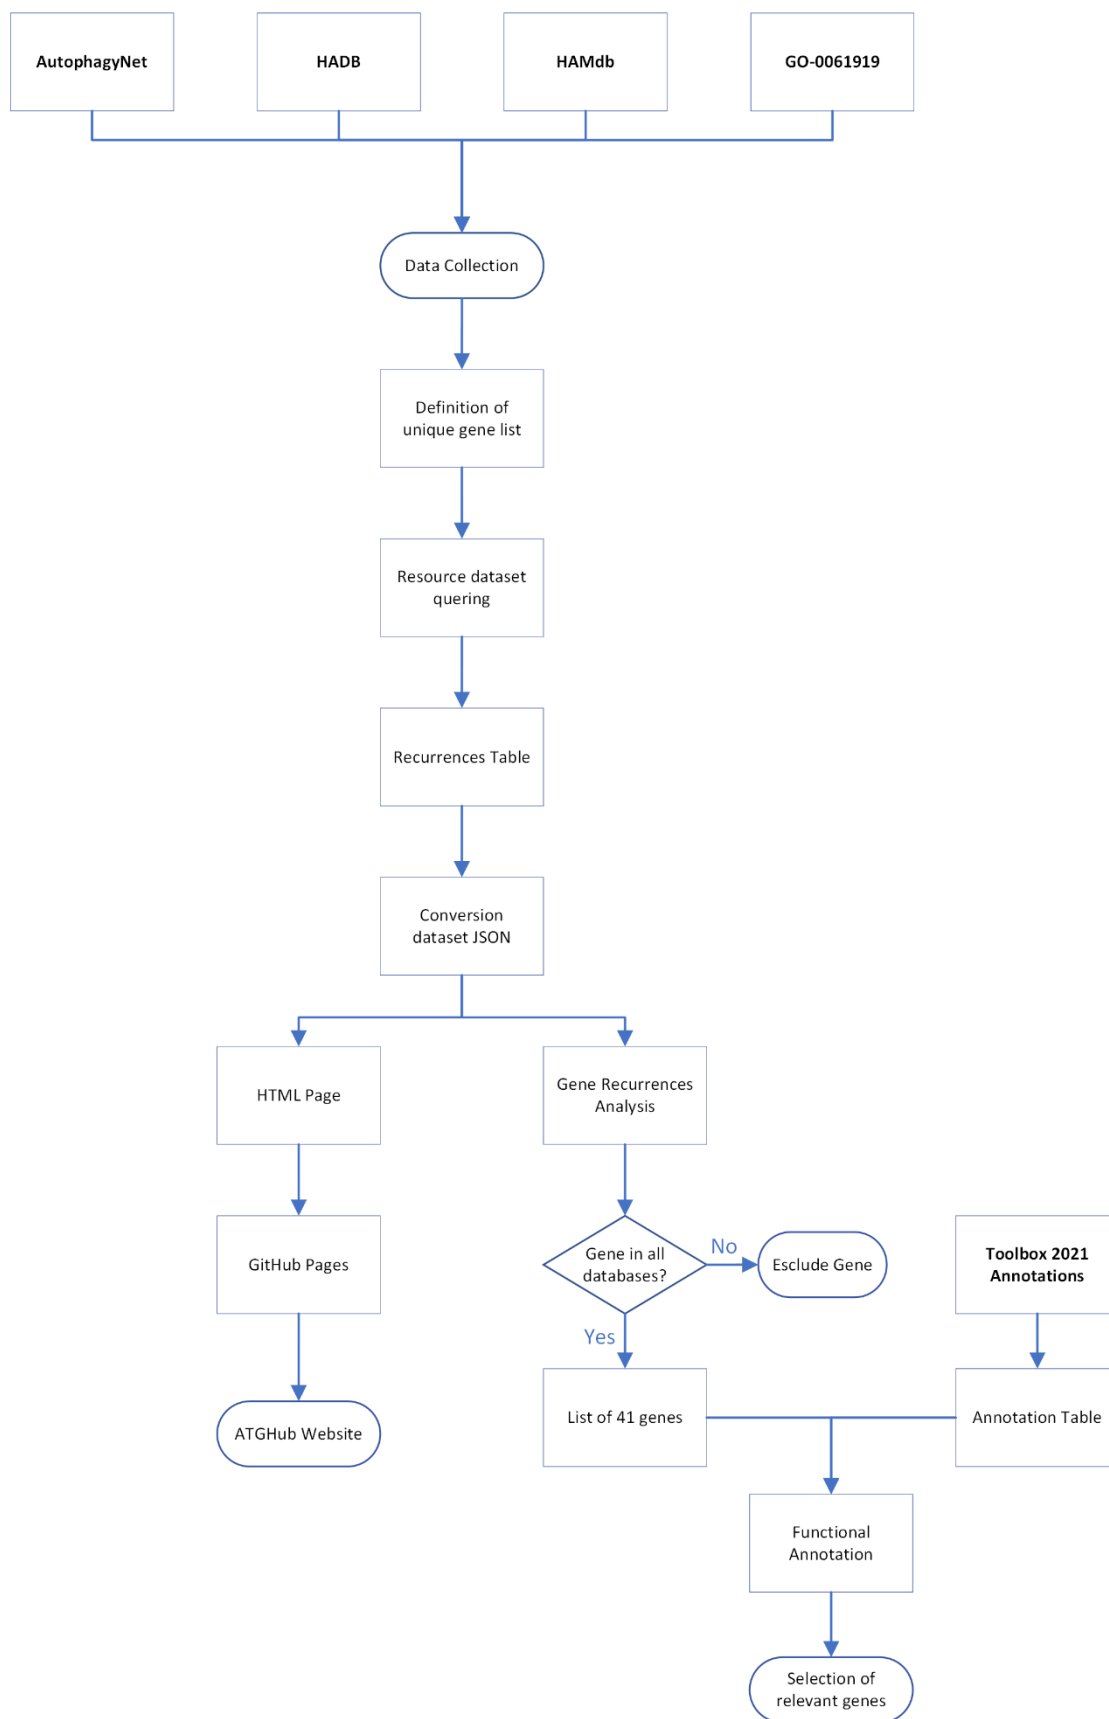 AutophagyNet
HADB
HAMdb
GO-0061919
Data Collection
Definition of
unique gene list
Resource dataset
quering
Recurrences Table
Conversion
dataset JSON
HTML Page
Gene Recurrences
Analysis
GitHub Pages
Gene in all
databases?
No
Esclude Gene
Toolbox 2021
Annotations
Yes
ATGHub Website
List of 41 genes
Annotation Table
Functional
Annotation
Selection of
relevant genes